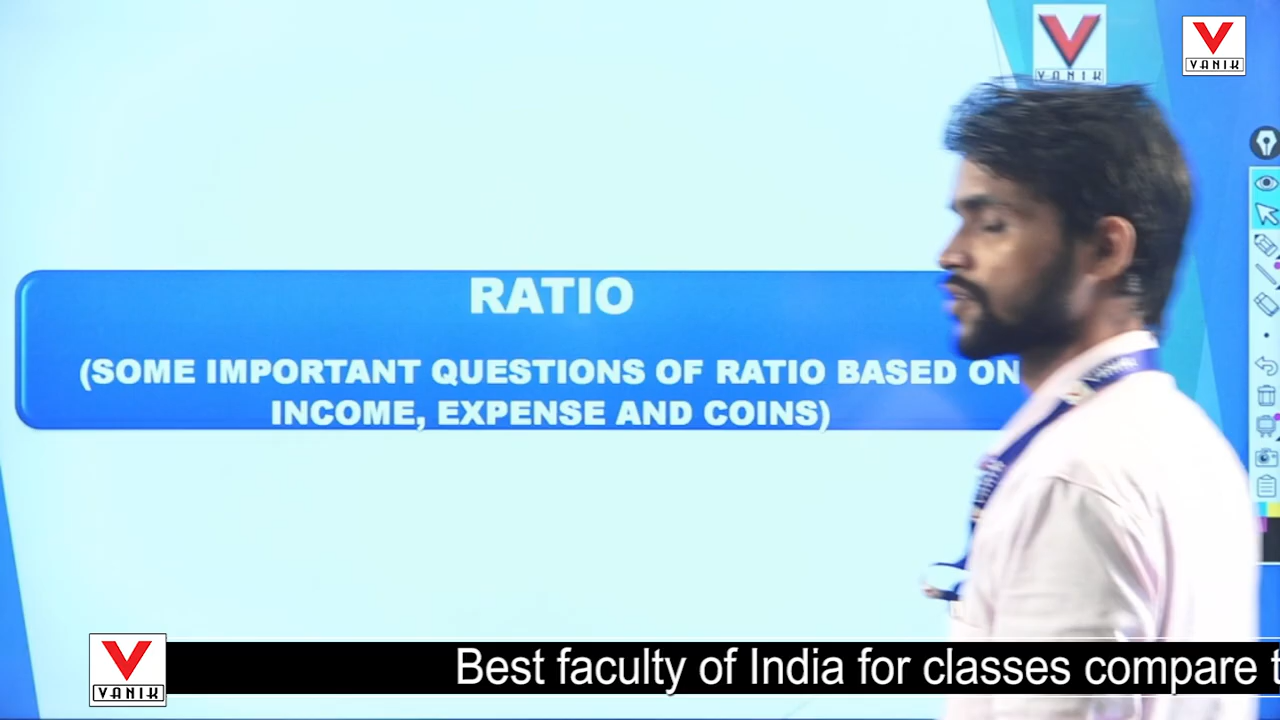 VANIK
VANIK
RATIO
(SOME IMPORTANT QUESTIONS OF RATIO BASED ON
INCOME, EXPENSE AND COINS)
VANIK
Best faculty of India for classes compare t